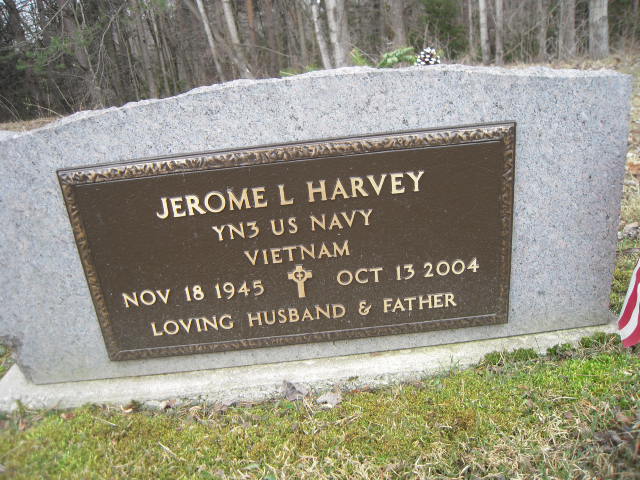 JEROME L HARVEY
YN3 US NAVY
VIETNAM
NOV 18 1945 OCT 13 2004
LOVING HUSBAND & FATHER